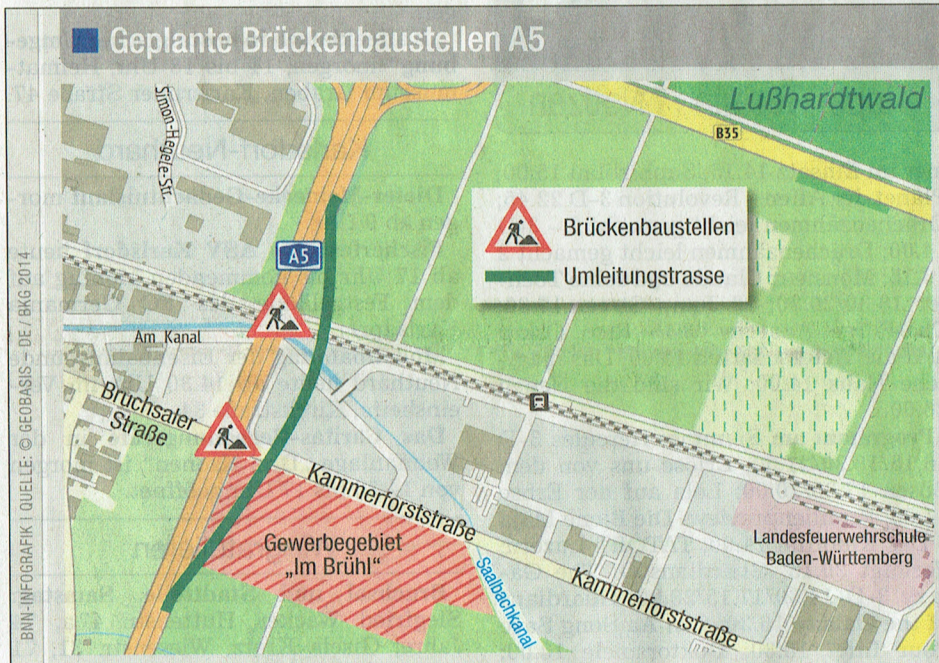 Geplante Brückenbaustellen A5
Simon-Hegele-Str.
Lußhardtwald
B35
Brückenbaustellen
Umleitungstrasse
A5
Am Kanal
Bruchsaler
Straße
Kammerforststraße
Gewerbegebiet
„Im Brühl“
Saalbachkanal
Kammerforststraße
Landesfeuerwehrschule
Baden-Württemberg
BNN-INFOGRAFIK I QUELLE: © GEOBASIS DE / BKG 2014